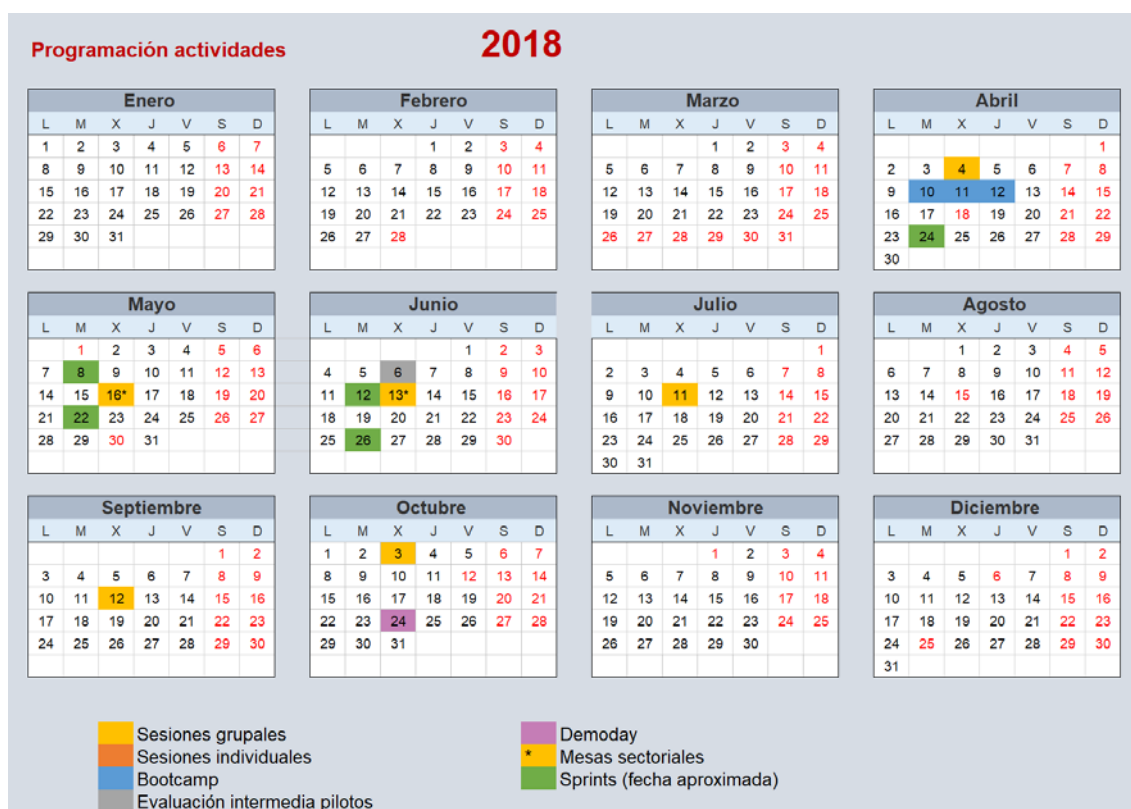 Programación actividades 2018
Enero Febrero Marzo Abril
L M X J V S D L M X J V S D L M X J V S D L M X J V S D
1 2 3 4 5 6 7 1 2 3 4 1 2 3 4 1
8 9 10 11 12 13 14 5 6 7 8 9 10 11 5 6 7 8 9 10 11 2 3 4 5 6 7 8
15 16 17 18 19 20 21 12 13 14 15 16 17 18 12 13 14 15 16 17 18 9 10 11 12 13 14 15
22 23 24 25 26 27 28 19 20 21 22 23 24 25 19 20 21 22 23 24 25 16 17 18 19 20 21 22
29 30 31 26 27 28 26 27 28 29 30 31 23 24 25 26 27 28 29
30
Mayo Junio Julio Agosto
L M X J V S D L M X J V S D L M X J V S D L M X J V S D
1 2 3 4 5 6 1 2 3 1 1 2 3 4 5
7 8 9 10 11 12 13 4 5 6 7 8 9 10 2 3 4 5 6 7 8 6 7 8 9 10 11 12
14 15 16* 17 18 19 20 11 12 13* 14 15 16 17 9 10 11 12 13 14 15 13 14 15 16 17 18 19
21 22 23 24 25 26 27 18 19 20 21 22 23 24 16 17 18 19 20 21 22 20 21 22 23 24 25 26
28 29 30 31 25 26 27 28 29 30 23 24 25 26 27 28 29 27 28 29 30 31
30 31
Septiembre Octubre Noviembre Diciembre
L M X J V S D L M X J V S D L M X J V S D L M X J V S D
1 2 1 2 3 4 5 6 7 1 2 3 4 1 2
3 4 5 6 7 8 9 8 9 10 11 12 13 14 5 6 7 8 9 10 11 3 4 5 6 7 8 9
10 11 12 13 14 15 16 15 16 17 18 19 20 21 12 13 14 15 16 17 18 10 11 12 13 14 15 16
17 18 19 20 21 22 23 22 23 24 25 26 27 28 19 20 21 22 23 24 25 17 18 19 20 21 22 23
24 25 26 27 28 29 30 29 30 31 26 27 28 29 30 24 25 26 27 28 29 30
31
Sesiones grupales Demoday
Sesiones individuales * Mesas sectoriales
Bootcamp Sprints (fecha aproximada)
Evaluación intermedia pilotos